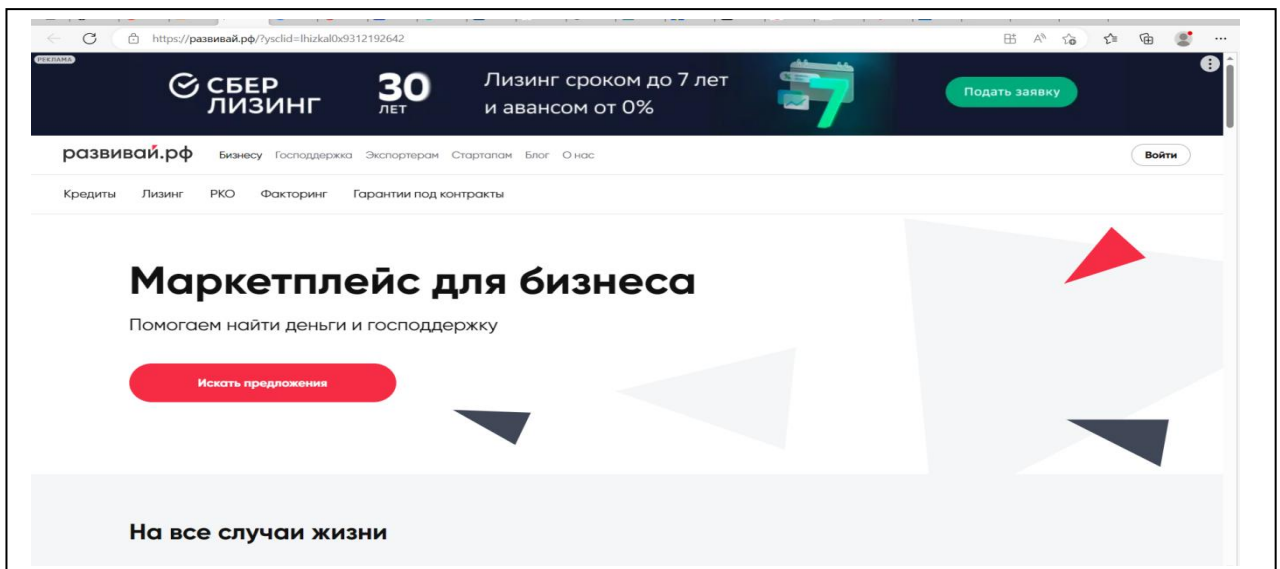 https://развивай.рф/?ysclid=lhizkal0x9312192642
РЕКЛАМА
СБЕР ЛИЗИНГ
30 ЛЕТ
Лизинг сроком до 7 лет
и авансом от 0%
7
Подать заявку
развивай.рф Бизнесу Господдержка Экспортерам Стартапам Блог О нас Войти
Кредиты Лизинг РКО Факторинг Гарантии под контракты
Маркетплейс для бизнеса
Помогаем найти деньги и господдержку
Искать предложения
На все случаи жизни